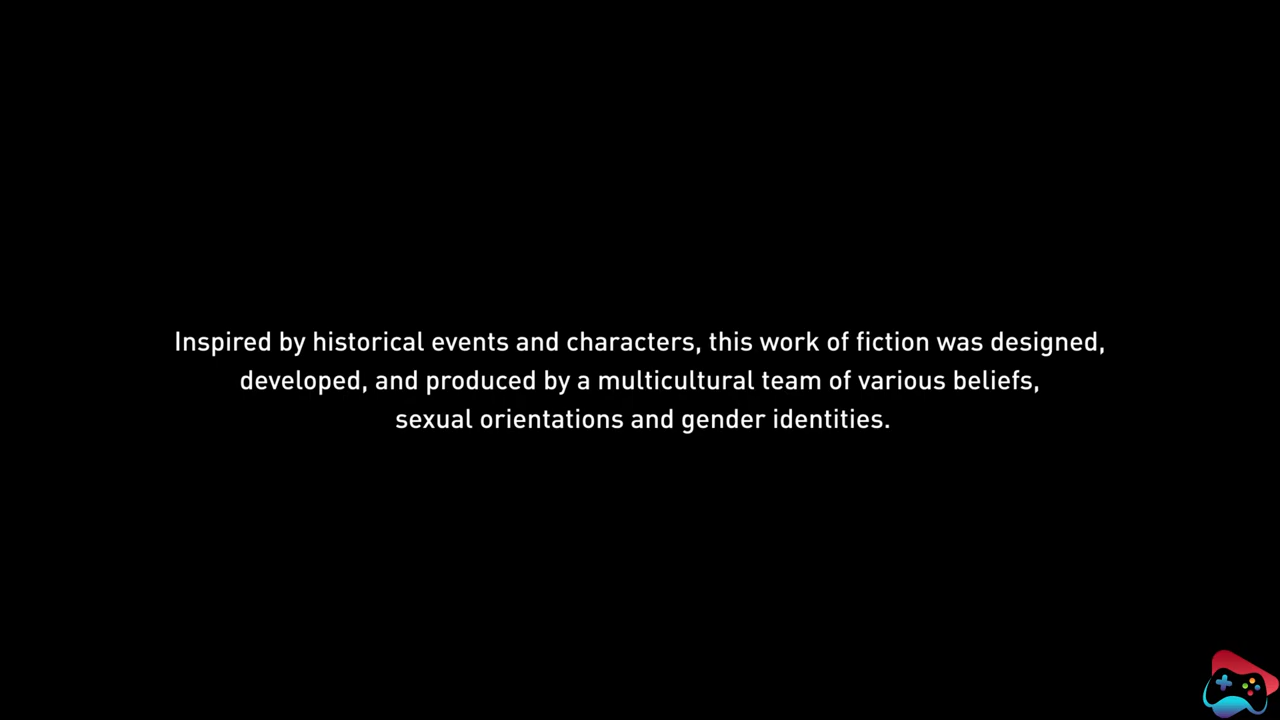 Inspired by historical events and characters, this work of fiction was designed,
developed, and produced by a multicultural team of various beliefs,
sexual orientations and gender identities.